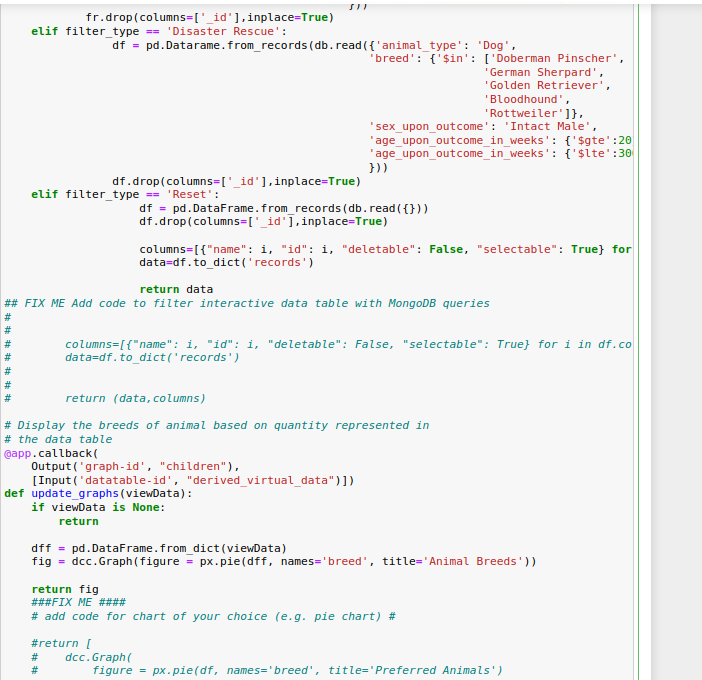 }))
fr.drop(columns=['_id'],inplace=True)
elif filter_type == 'Disaster Rescue':
df = pd.Datarame.from_records(db.read({'animal_type': 'Dog',
'breed': {'$in': ['Doberman Pinscher',
'German Sherpard',
'Golden Retriever',
'Bloodhound',
'Rottweiler']},
'sex_upon_outcome': 'Intact Male',
'age_upon_outcome_in_weeks': {'$gte':20
'age_upon_outcome_in_weeks': {'$lte':300
}))
df.drop(columns=['_id'],inplace=True)
elif filter_type == 'Reset':
df = pd.DataFrame.from_records(db.read({}))
df.drop(columns=['_id'],inplace=True)
columns=[{"name": i, "id": i, "deletable": False, "selectable": True} for
data=df.to_dict('records')
return data
## FIX ME Add code to filter interactive data table with MongoDB queries
#
#
# columns=[{"name": i, "id": i, "deletable": False, "selectable": True} for i in df.co
# data=df.to_dict('records')
#
#
# return (data,columns)
# Display the breeds of animal based on quantity represented in
# the data table
@app.callback(
Output('graph-id', "children"),
[Input('datatable-id', "derived_virtual_data")])
def update_graphs(viewData):
if viewData is None:
return
dff = pd.DataFrame.from_dict(viewData)
fig = dcc.Graph(figure = px.pie(dff, names='breed', title='Animal Breeds'))
return fig
###FIX ME ####
# add code for chart of your choice (e.g. pie chart) #
#return [
# dcc.Graph(
# figure = px.pie(df, names='breed', title='Preferred Animals')